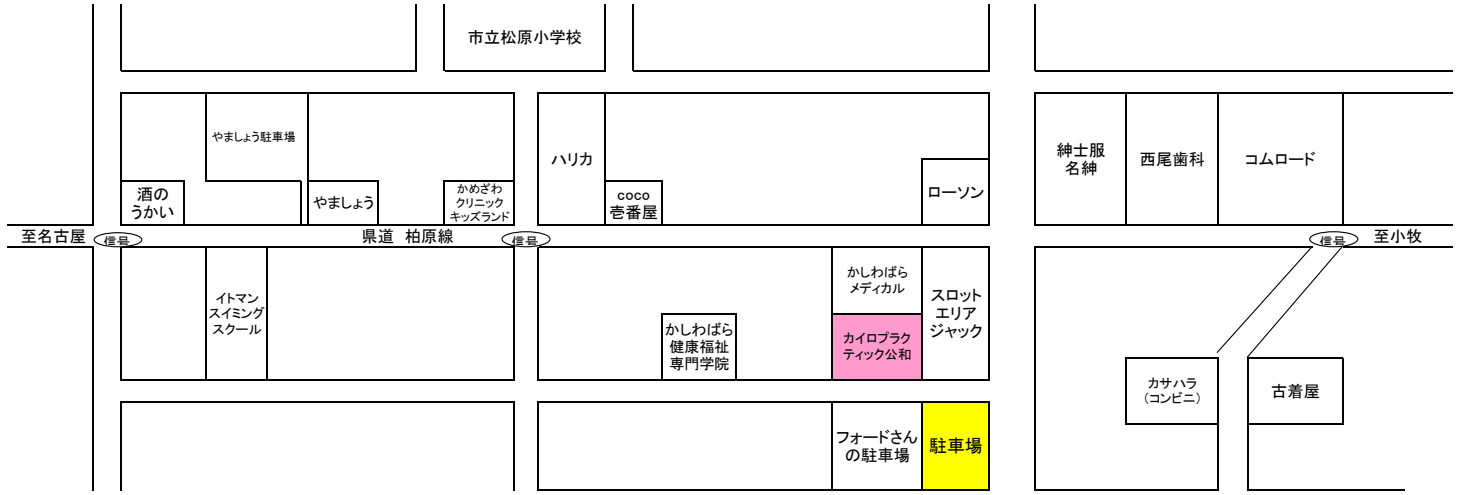 市立松原小学校
やましょう駐車場
ハリカ
紳士服
名紳
西尾歯科
コムロード
酒の
うかい
やましょう
かめざわ
クリニック
キッズランド
coco
壱番屋
ローソン
至名古屋
信号
県道 柏原線
信号
信号
至小牧
イトマン
スイミング
スクール
かしわばら
健康福祉
専門学院
かしわばら
メディカル
カイロプラク
ティック公和
スロット
エリア
ジャック
カサハラ
(コンビニ)
古着屋
フォードさん
の駐車場
駐車場